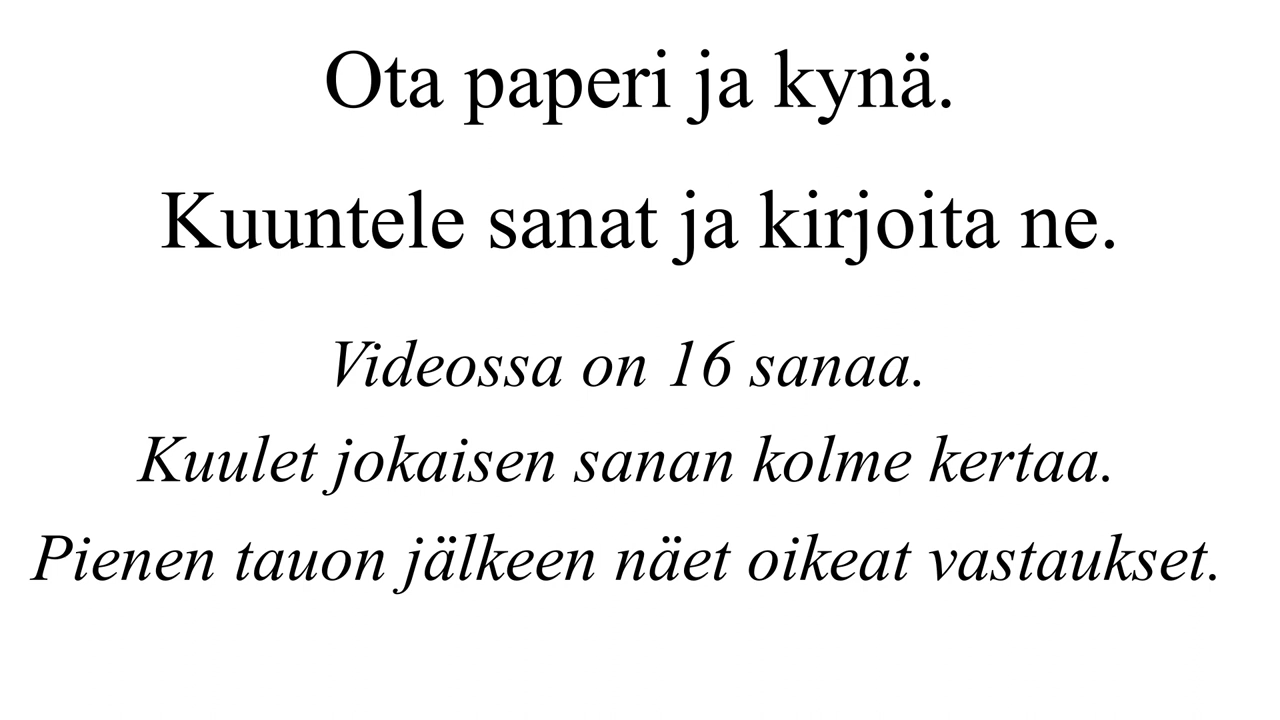 Ota paperi ja kynä.
Kuuntele sanat ja kirjoita ne.
Videossa on 16 sanaa.
Kuulet jokaisen sanan kolme kertaa.
Pienen tauon jälkeen näet oikeat vastaukset.